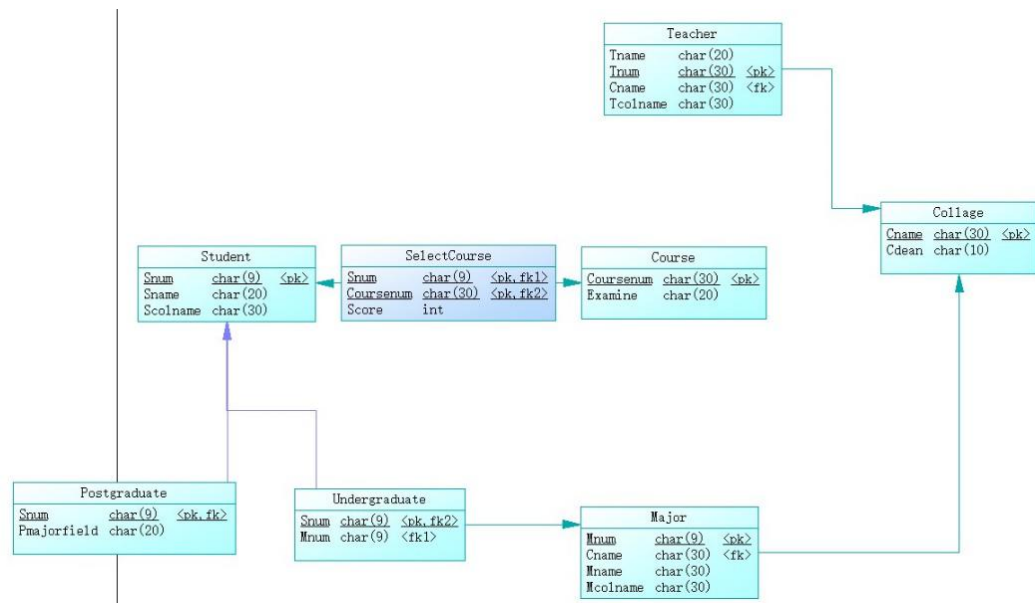 Teacher
Tname char(20)
Tnum char(30) <pk>
Cname char(30) <fk>
Tcolname char(30)
Collage
Cname char(30) <pk>
Cdean char(10)
Student
Snum char(9) <pk>
Sname char(20)
Scolname char(30)
SelectCourse
Snum char(9) <pk,fk1>
Coursenum char(30) <pk,fk2>
Score int
Course
Coursenum char(30) <pk>
Examine char(20)
Postgraduate
Snum char(9) <pk,fk>
Pmajorfield char(20)
Undergraduate
Snum char(9) <pk,fk2>
Mnum char(9) <fk1>
Major
Mnum char(9) <pk>
Cname char(30) <fk>
Mname char(30)
Mcolname char(30)